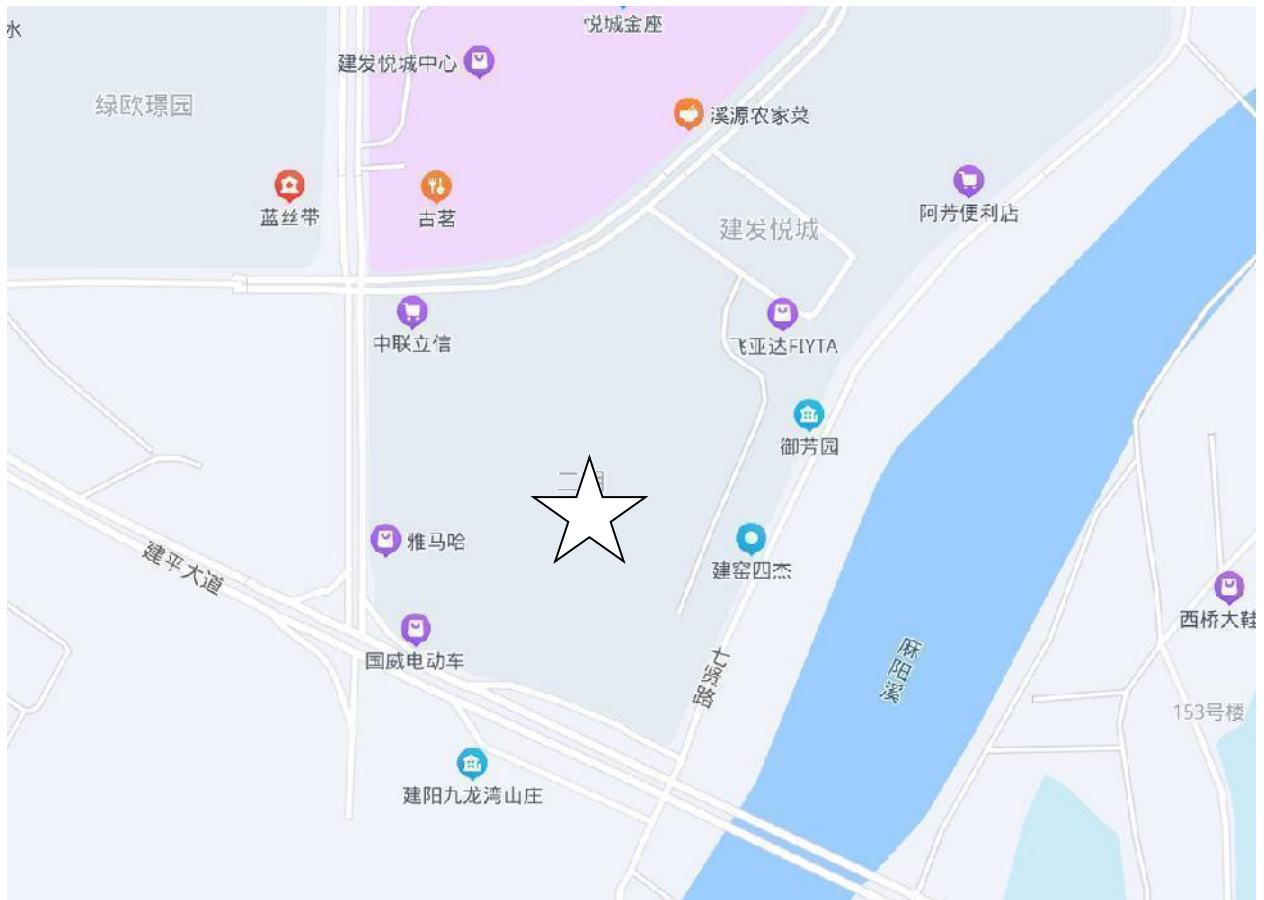 水
悦城金座
建发悦城中心
绿欧璟园
溪源农家菜
蓝丝带
古茗
阿芳便利店
建发悦城
中联立信
飞亚达FIYTA
御芳园
二期
雅马哈
建平大道
建窑四杰
西桥大鞋
国威电动车
七贤路
麻阳溪
153号楼
建阳九龙湾山庄